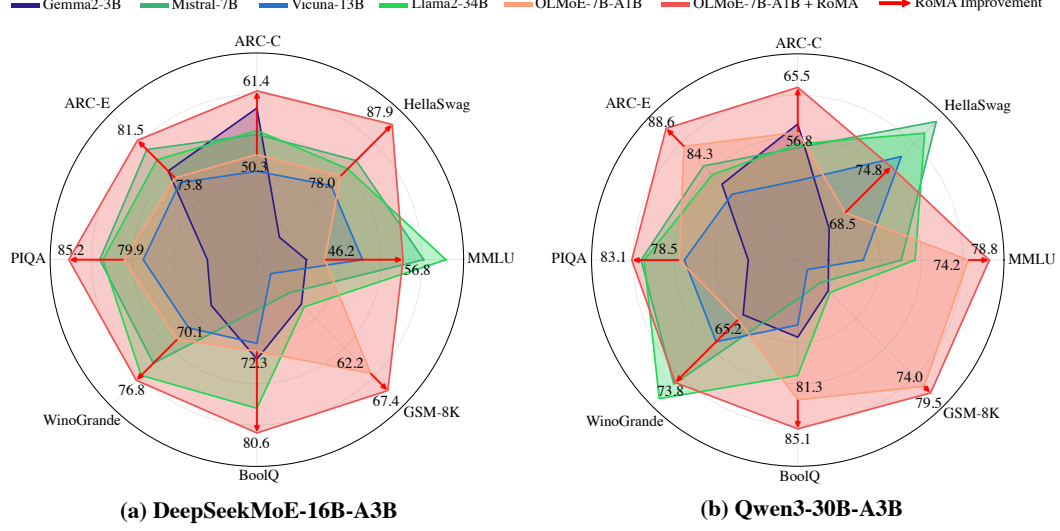 Gemma2-3B Mistral-7B Vicuna-13B Llama2-34B OLMoE-7B-A1B OLMoE-7B-A1B + RoMA RoMA Improvement
ARC-C
61.4
HellaSwag
87.9
ARC-E
81.5
50.3
73.8
78.0
PIQA
85.2
79.9
46.2
56.8
MMLU
70.1
72.3
62.2
76.8
67.4
WinoGrande
GSM-8K
80.6
BoolQ
(a) DeepSeekMoE-16B-A3B
ARC-C
65.5
HellaSwag
ARC-E
88.6
56.8
84.3
74.8
68.5
PIQA
83.1
78.5
74.2
78.8
MMLU
65.2
81.3
74.0
73.8
79.5
WinoGrande
GSM-8K
85.1
BoolQ
(b) Qwen3-30B-A3B